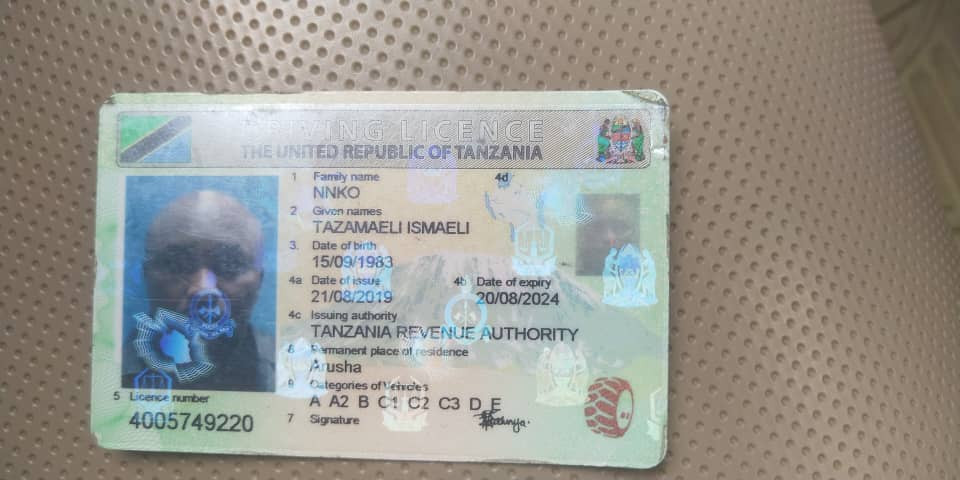 DRIVING LICENCE
THE UNITED REPUBLIC OF TANZANIA
1 Family name
NNKO
4d
2 Given names
TAZAMAELI ISMAELI
3. Date of birth
15/09/1983
4a Date of issue
21/08/2019
4b Date of expiry
20/08/2024
4c Issuing authority
TANZANIA REVENUE AUTHORITY
8 Permanent place of residence
Arusha
9 Categories of Vehicles
A A2 B C1 C2 C3 D E
5 Licence number
4005749220
7 Signature